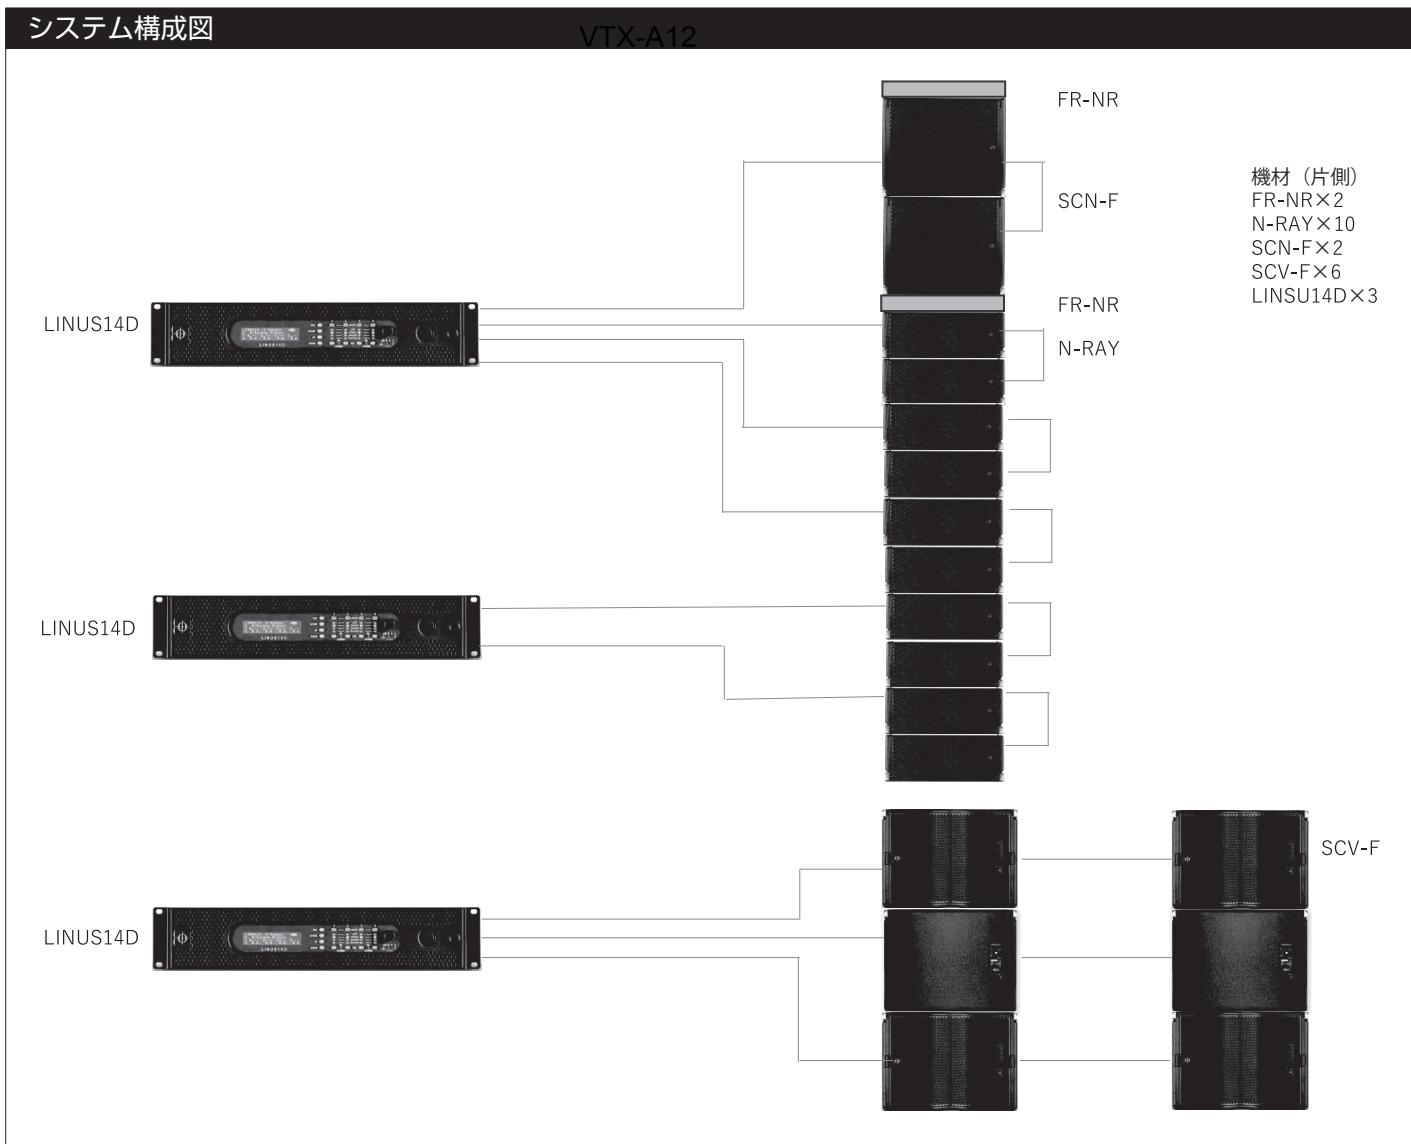 システム構成図
VTX-A12
FR-NR
SCN-F
機材（片側）
FR-NR×2
N-RAY×10
SCN-F×2
SCV-F×6
LINSU14D×3
FR-NR
N-RAY
LINUS14D
LINUS14D
SCV-F
LINUS14D